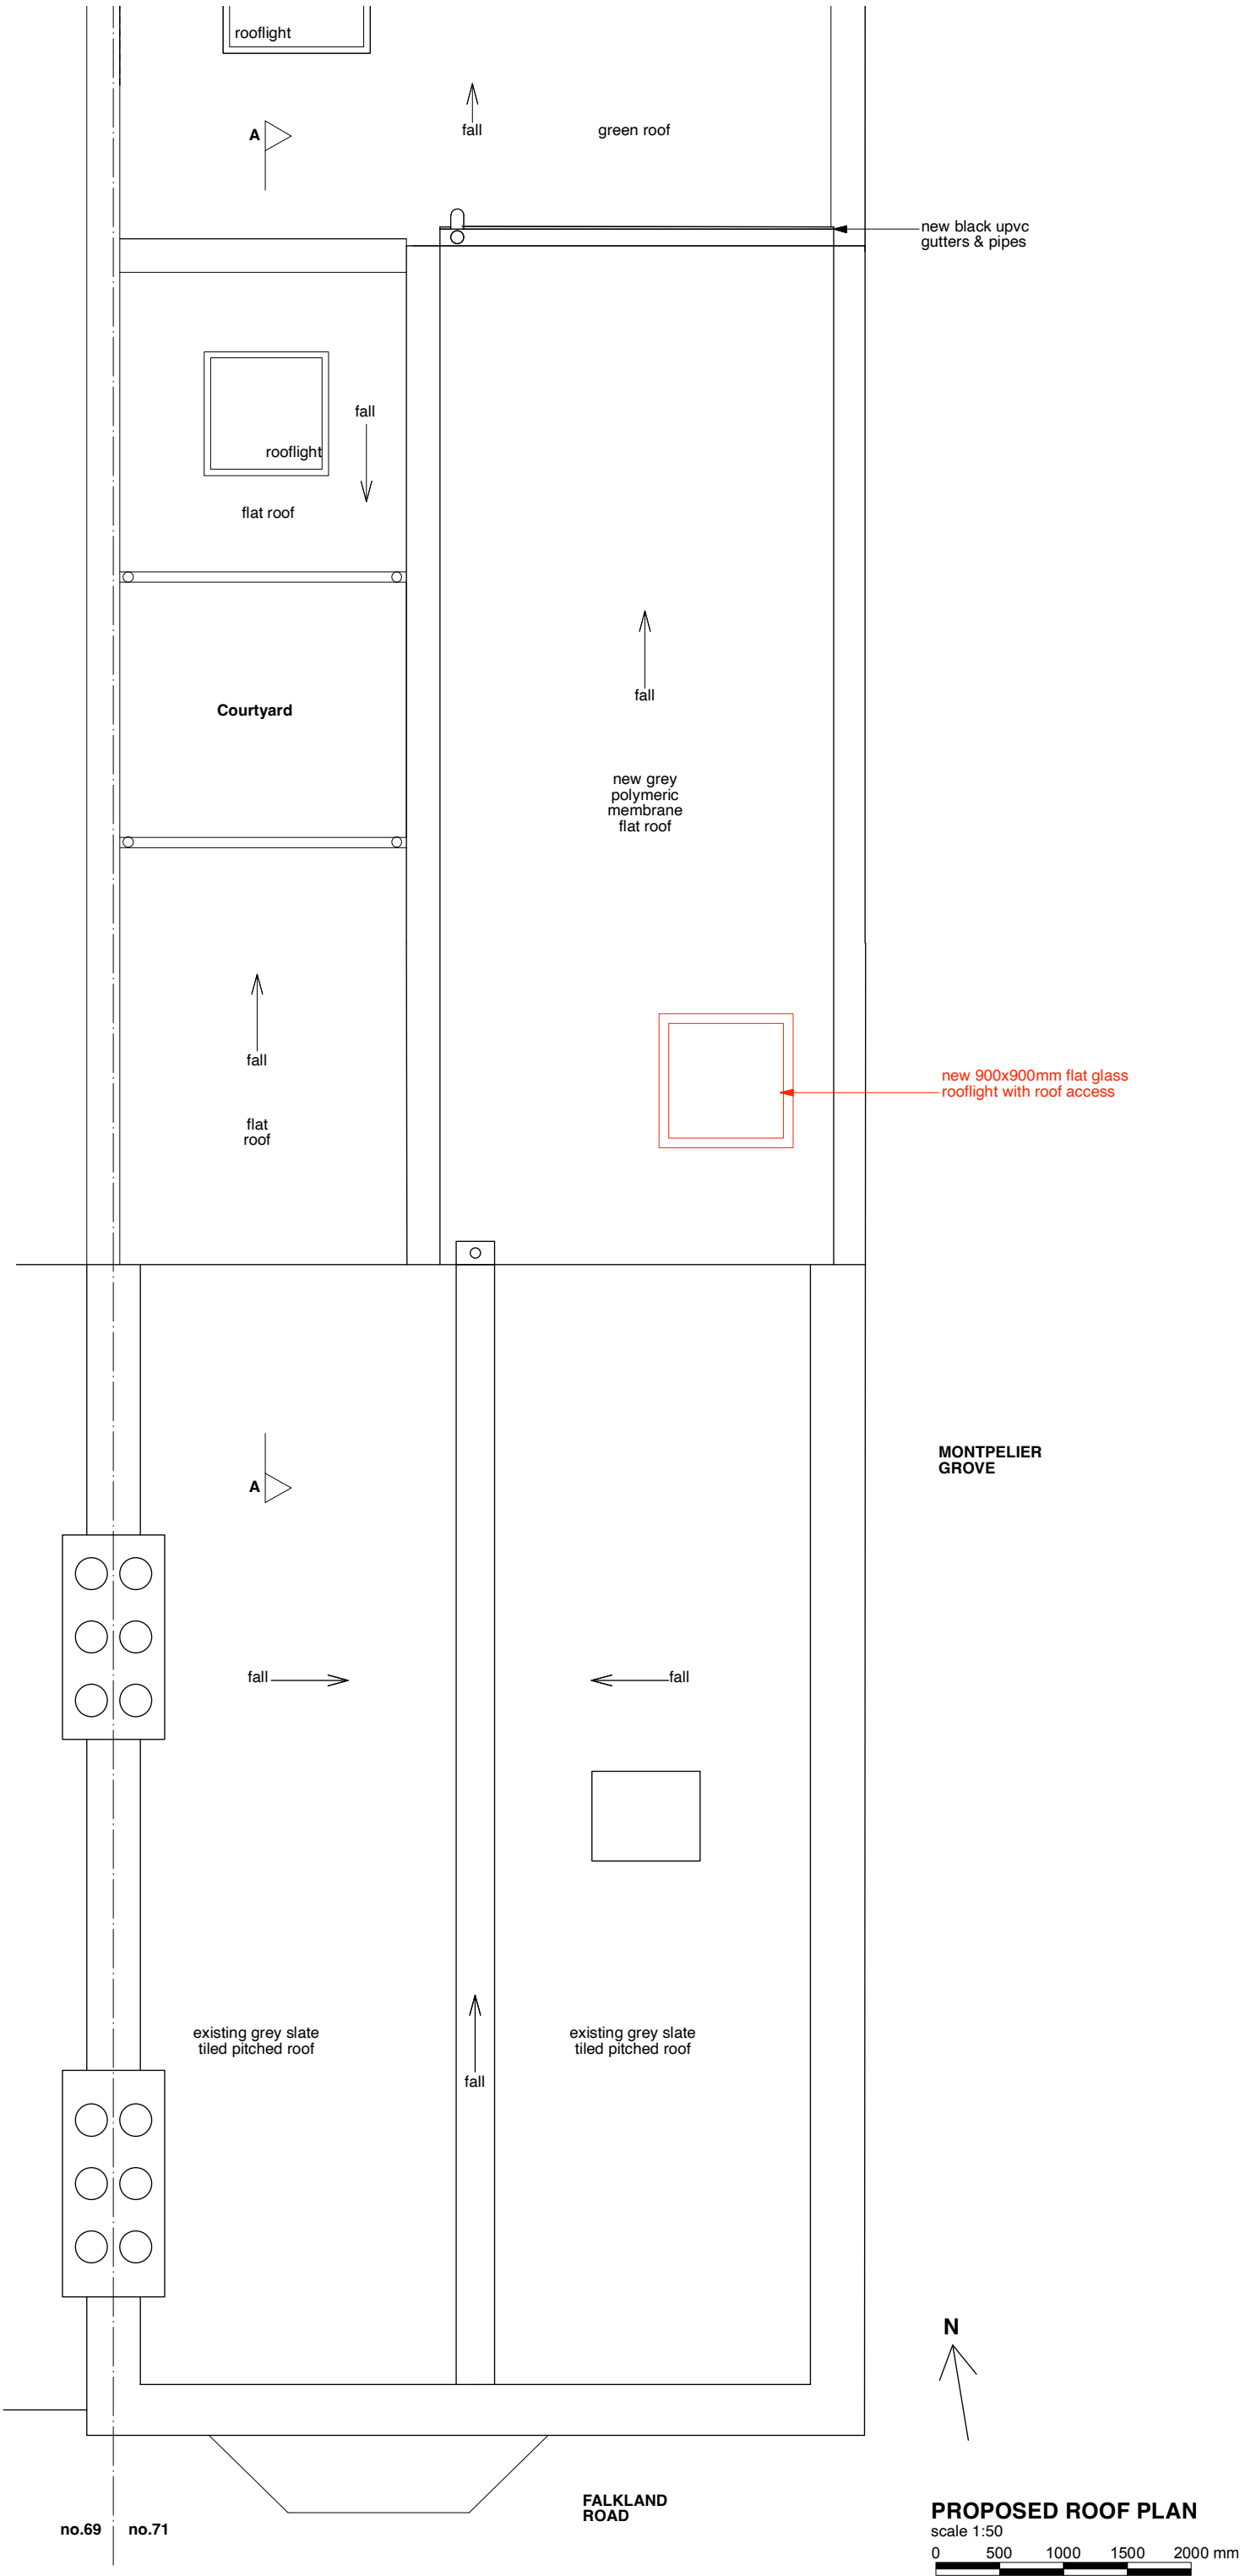 rooflight
A
fall
green roof
new black upvc
gutters & pipes
fall
rooflight
flat roof
fall
Courtyard
new grey
polymeric
membrane
flat roof
fall
flat
roof
new 900x900mm flat glass
rooflight with roof access
MONTPELIER
GROVE
A
fall
fall
existing grey slate
tiled pitched roof
existing grey slate
tiled pitched roof
fall
N
FALKLAND
ROAD
no.69
no.71
PROPOSED ROOF PLAN
scale 1:50
0 500 1000 1500 2000 mm